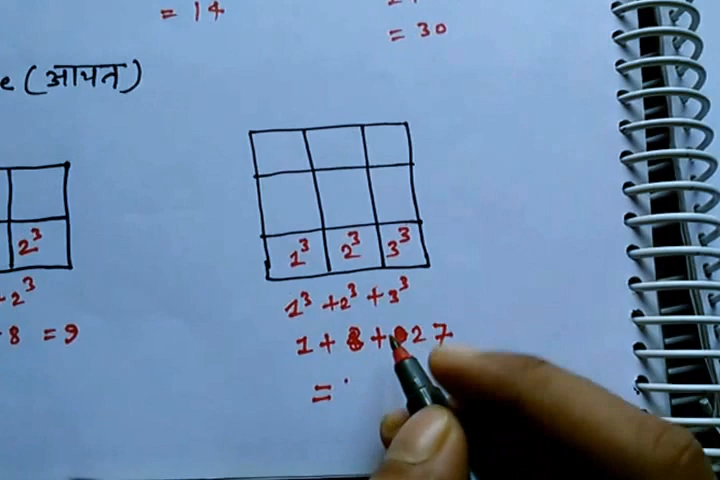 = 14
= 30
e (आयत)
2³
1³ 2³ 3³
+2³
1³ +2³ +3³
8 = 9
1 + 8 + 27
=